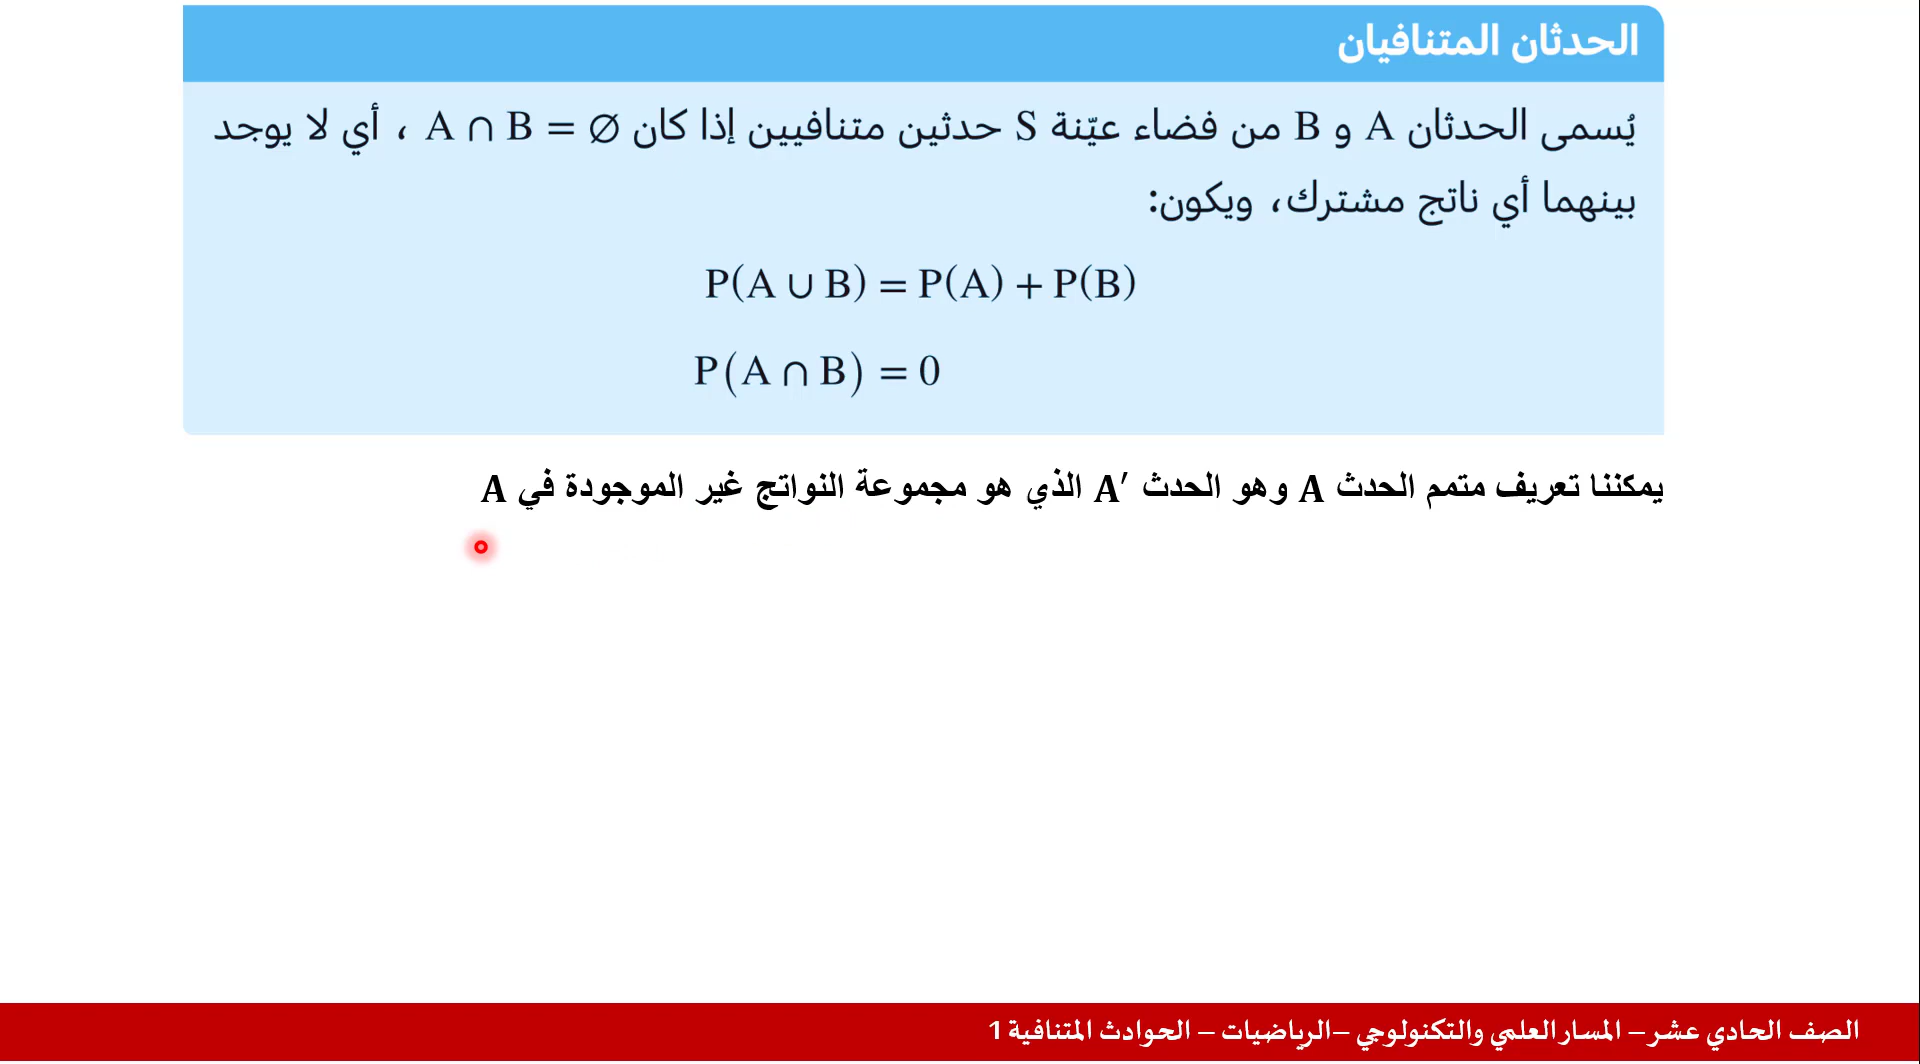 الحدثان المتنافيان
يُسمى الحدثان A و B من فضاء عيّنة S حدثين متنافيين إذا كان A ∩ B = ∅ ، أي لا يوجد
بينهما أي ناتج مشترك، ويكون:
P(A ∪ B) = P(A) + P(B)
P(A ∩ B) = 0
يمكننا تعريف متمم الحدث A وهو الحدث A′ الذي هو مجموعة النواتج غير الموجودة في A
الصف الحادي عشر – المسار العلمي والتكنولوجي –الرياضيات – الحوادث المتنافية 1